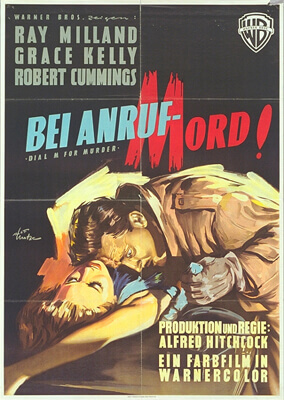 WARNER BROS. zeigen:
RAY MILLAND
GRACE KELLY
ROBERT CUMMINGS
WB
BEI ANRUF-MORD!
·DIAL M FOR MURDER·
PRODUKTION und REGIE:
ALFRED HITCHCOCK
EIN FARBFILM IN
WARNERCOLOR